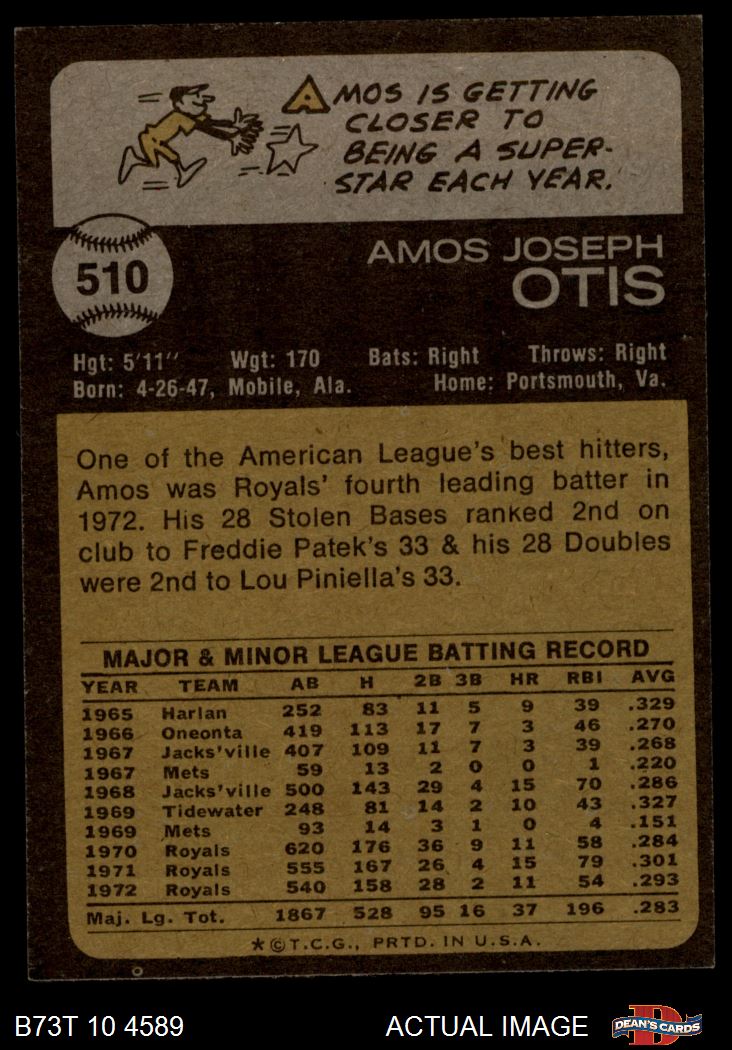 AMOS IS GETTING
CLOSER TO
BEING A SUPER-
STAR EACH YEAR.
510
AMOS JOSEPH
OTIS
Hgt: 5'11" Wgt: 170 Bats: Right Throws: Right
Born: 4-26-47, Mobile, Ala. Home: Portsmouth, Va.
One of the American League's best hitters,
Amos was Royals' fourth leading batter in
1972. His 28 Stolen Bases ranked 2nd on
club to Freddie Patek's 33 & his 28 Doubles
were 2nd to Lou Piniella's 33.
MAJOR & MINOR LEAGUE BATTING RECORD
YEAR TEAM AB H 2B 3B HR RBI AVG
1965 Harlan 252 83 11 5 9 39 .329
1966 Oneonta 419 113 17 7 3 46 .270
1967 Jacks'ville 407 109 11 7 3 39 .268
1967 Mets 59 13 2 0 0 1 .220
1968 Jacks'ville 500 143 29 4 15 70 .286
1969 Tidewater 248 81 14 2 10 43 .327
1969 Mets 93 14 3 1 0 4 .151
1970 Royals 620 176 36 9 11 58 .284
1971 Royals 555 167 26 4 15 79 .301
1972 Royals 540 158 28 2 11 54 .293
Maj. Lg. Tot. 1867 528 95 16 37 196 .283
*©T.C.G., PRTD. IN U.S.A.
B73T 10 4589 ACTUAL IMAGE D DEAN'S CARDS